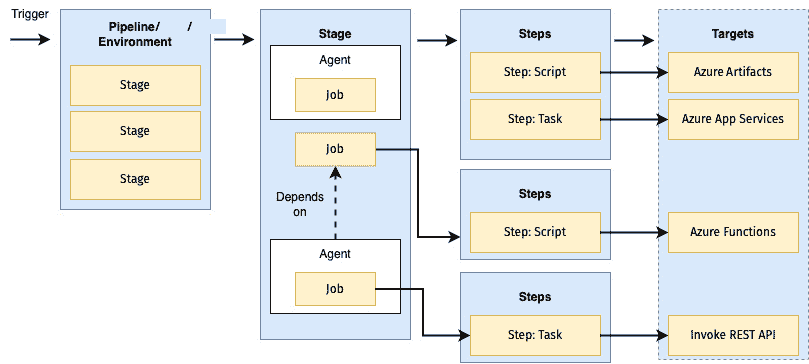 Trigger
Pipeline/ /
Environment
Stage
Stage
Stage
Stage
Agent
Job
Job
Depends
on
Agent
Job
Steps
Step: Script
Step: Task
Steps
Step: Script
Steps
Step: Task
Targets
Azure Artifacts
Azure App Services
Azure Functions
Invoke REST API